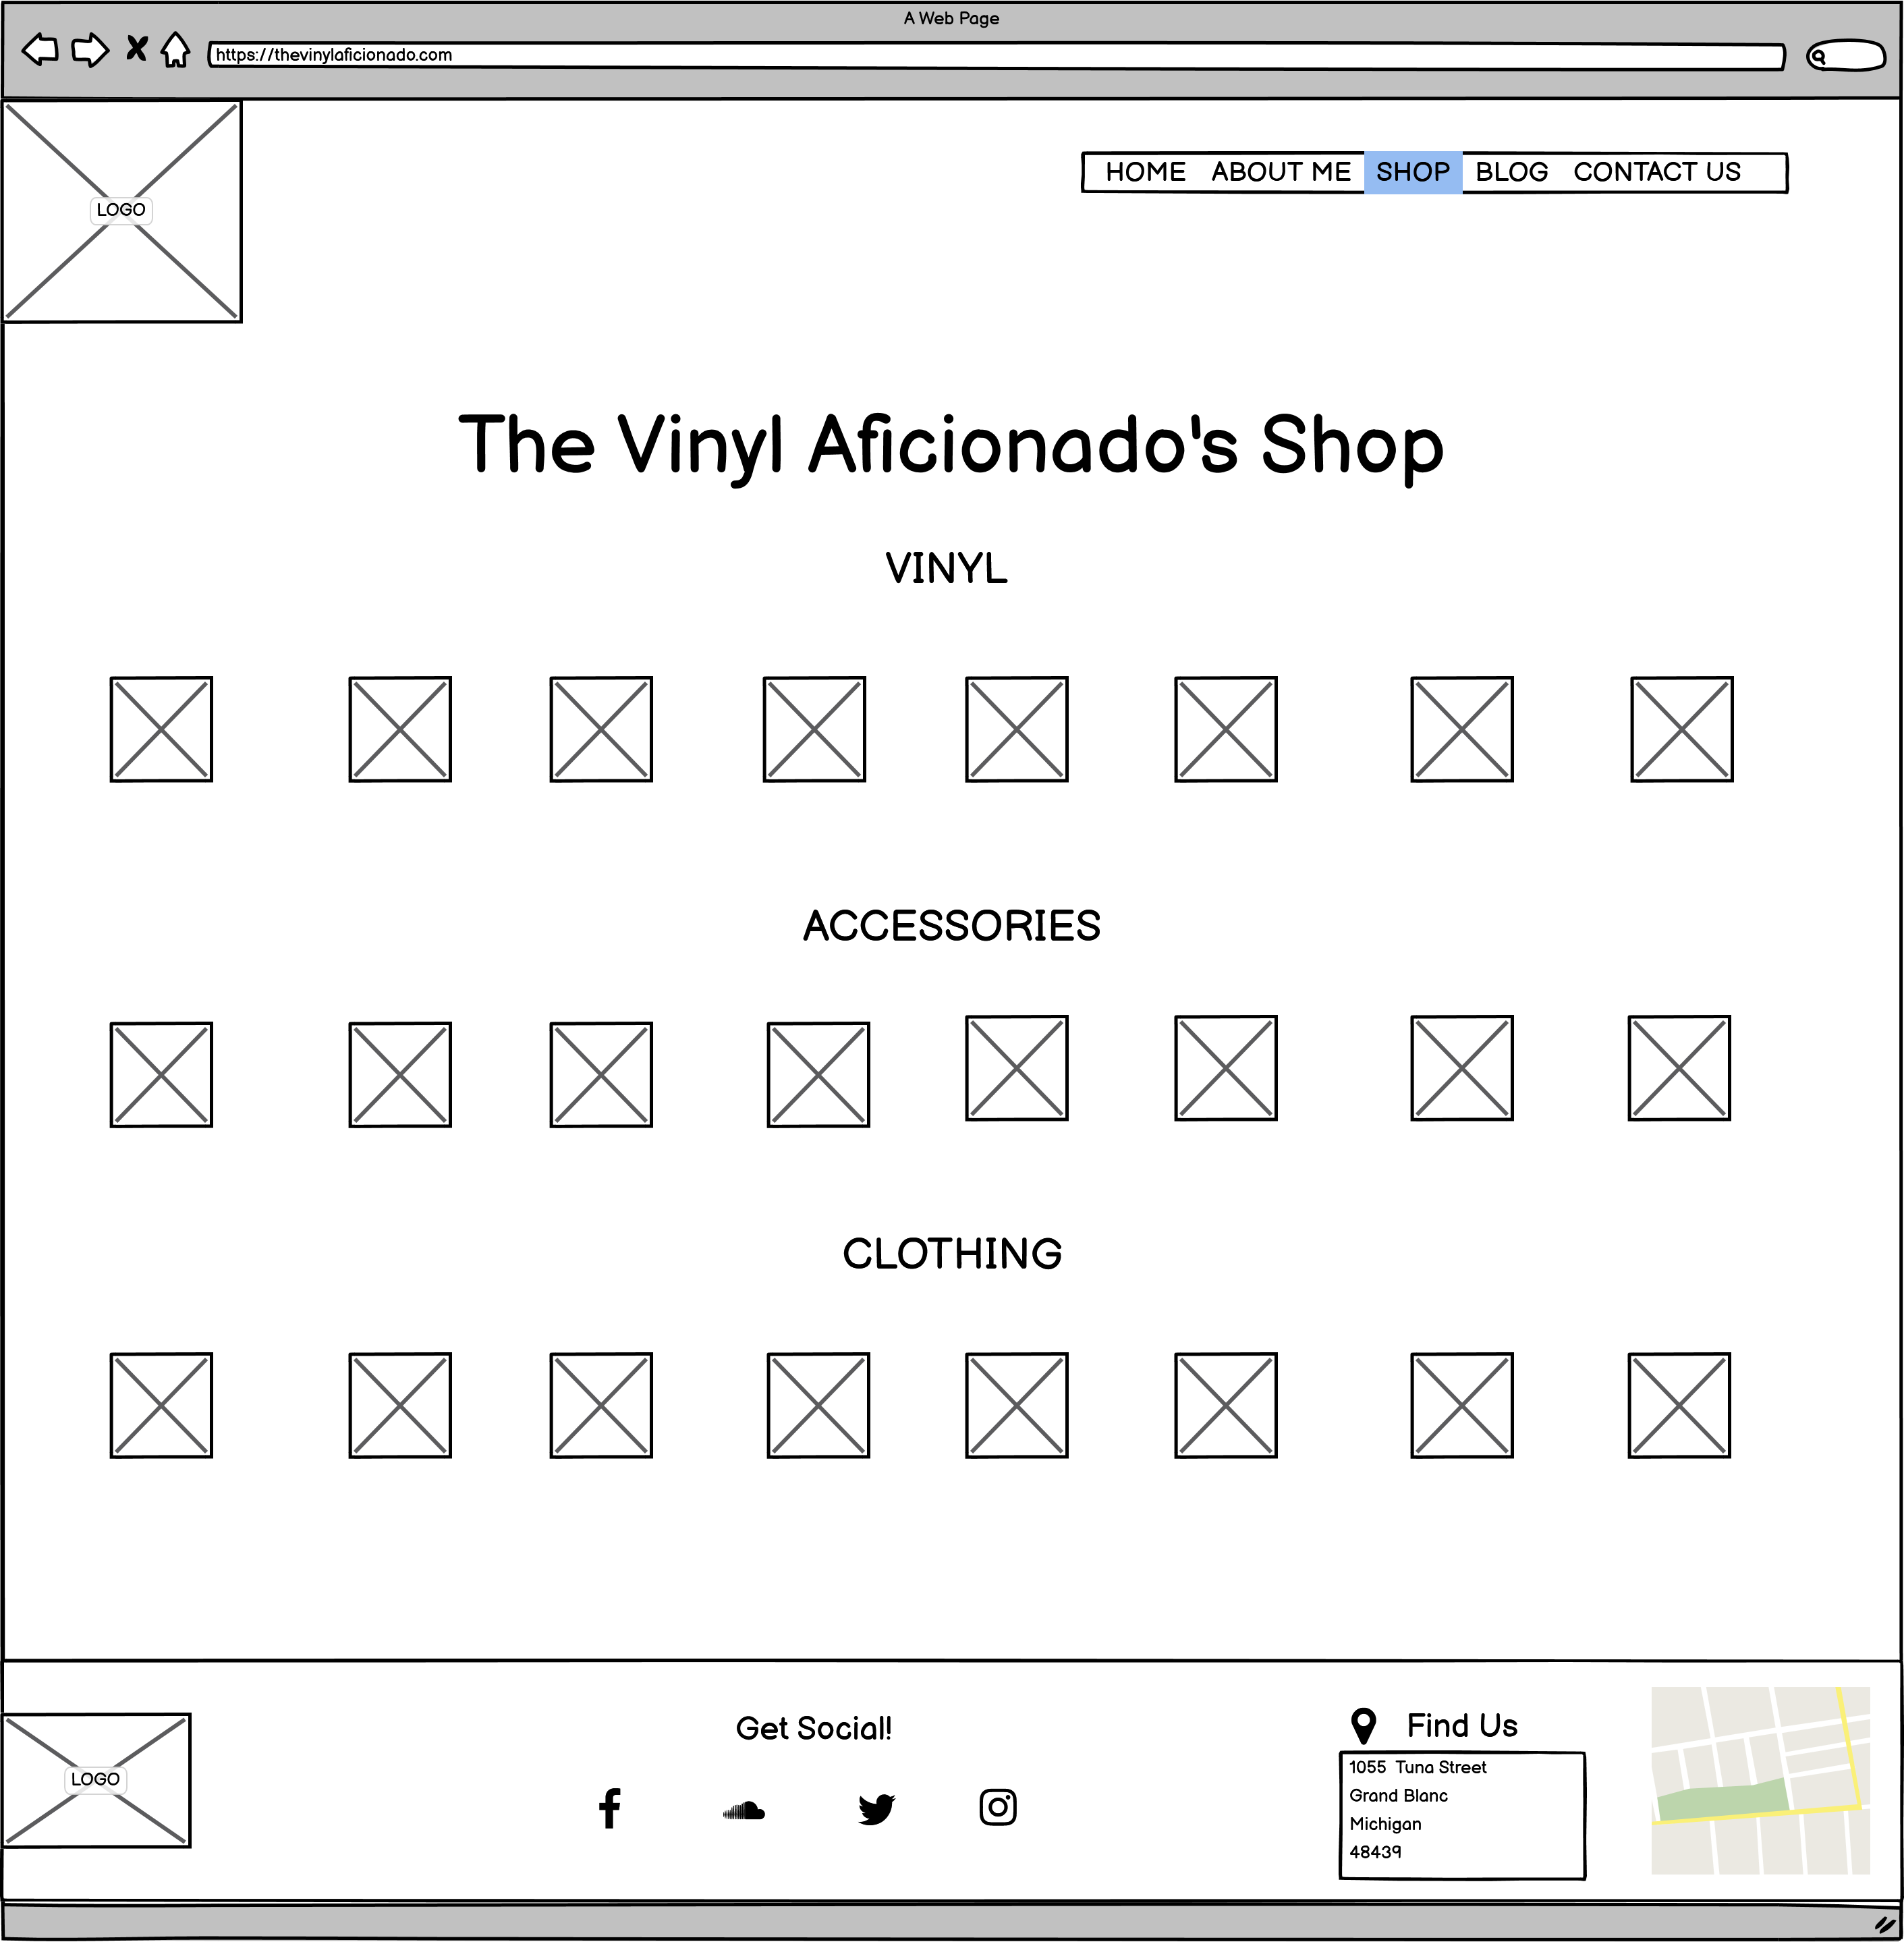 A Web Page
https://thevinylaficionado.com
LOGO
HOME ABOUT ME SHOP BLOG CONTACT US
The Vinyl Aficionado's Shop
VINYL
ACCESSORIES
CLOTHING
LOGO
Get Social!
Find Us
1055 Tuna Street
Grand Blanc
Michigan
48439